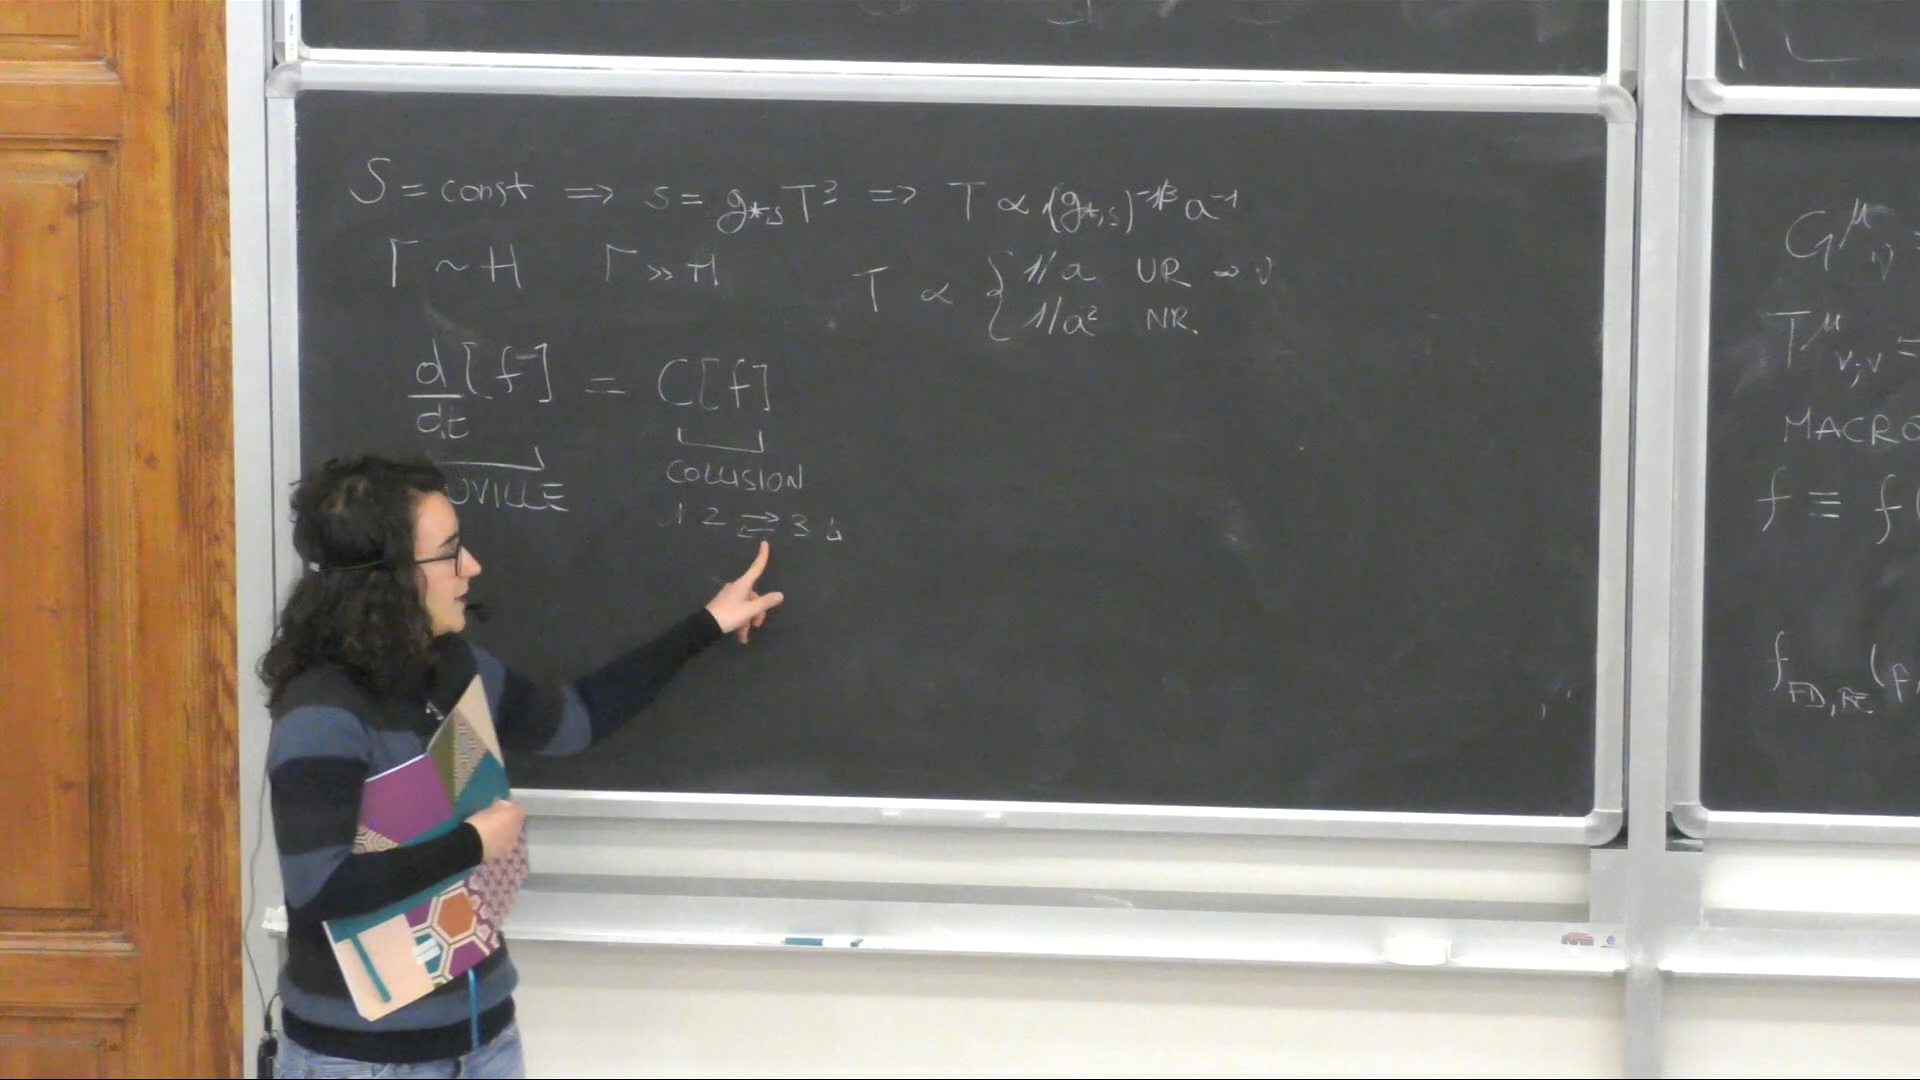 S = const ⇒ s = g*,s T³ ⇒ T ∝ (g*,s)^-1/3 a^-1
Γ ~ H Γ >> H
T ∝ { 1/a UR → ν
1/a² NR.
d/dt [f] = C[f]
UVILLE COLLISION
1 2 ⇄ 3 4
G^μ_ν =
T^μ_ν;ν =
MACRO
f ≡ f(
f_FD,BE (P,